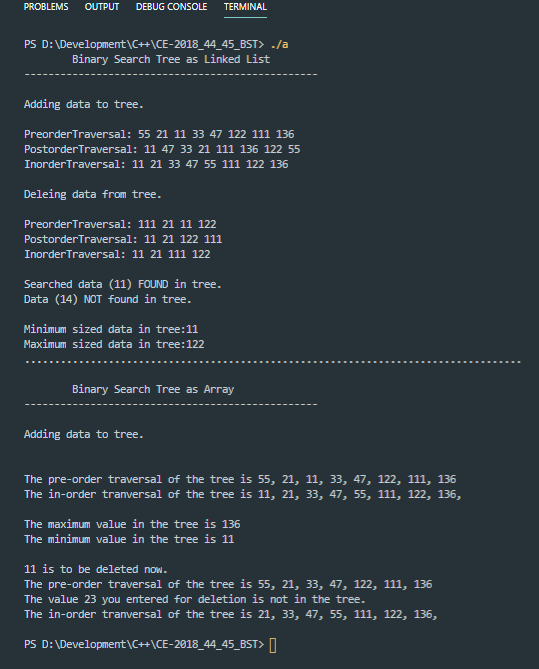 PROBLEMS OUTPUT DEBUG CONSOLE TERMINAL
PS D:\Development\C++\CE-2018_44_45_BST> ./a
Binary Search Tree as Linked List
-------------------------------------------------
Adding data to tree.
PreorderTraversal: 55 21 11 33 47 122 111 136
PostorderTraversal: 11 47 33 21 111 136 122 55
InorderTraversal: 11 21 33 47 55 111 122 136
Deleing data from tree.
PreorderTraversal: 111 21 11 122
PostorderTraversal: 11 21 122 111
InorderTraversal: 11 21 111 122
Searched data (11) FOUND in tree.
Data (14) NOT found in tree.
Minimum sized data in tree:11
Maximum sized data in tree:122
...................................................................................
Binary Search Tree as Array
-------------------------------------------------
Adding data to tree.
The pre-order traversal of the tree is 55, 21, 11, 33, 47, 122, 111, 136
The in-order tranversal of the tree is 11, 21, 33, 47, 55, 111, 122, 136,
The maximum value in the tree is 136
The minimum value in the tree is 11
11 is to be deleted now.
The pre-order traversal of the tree is 55, 21, 33, 47, 122, 111, 136
The value 23 you entered for deletion is not in the tree.
The in-order tranversal of the tree is 21, 33, 47, 55, 111, 122, 136,
PS D:\Development\C++\CE-2018_44_45_BST>